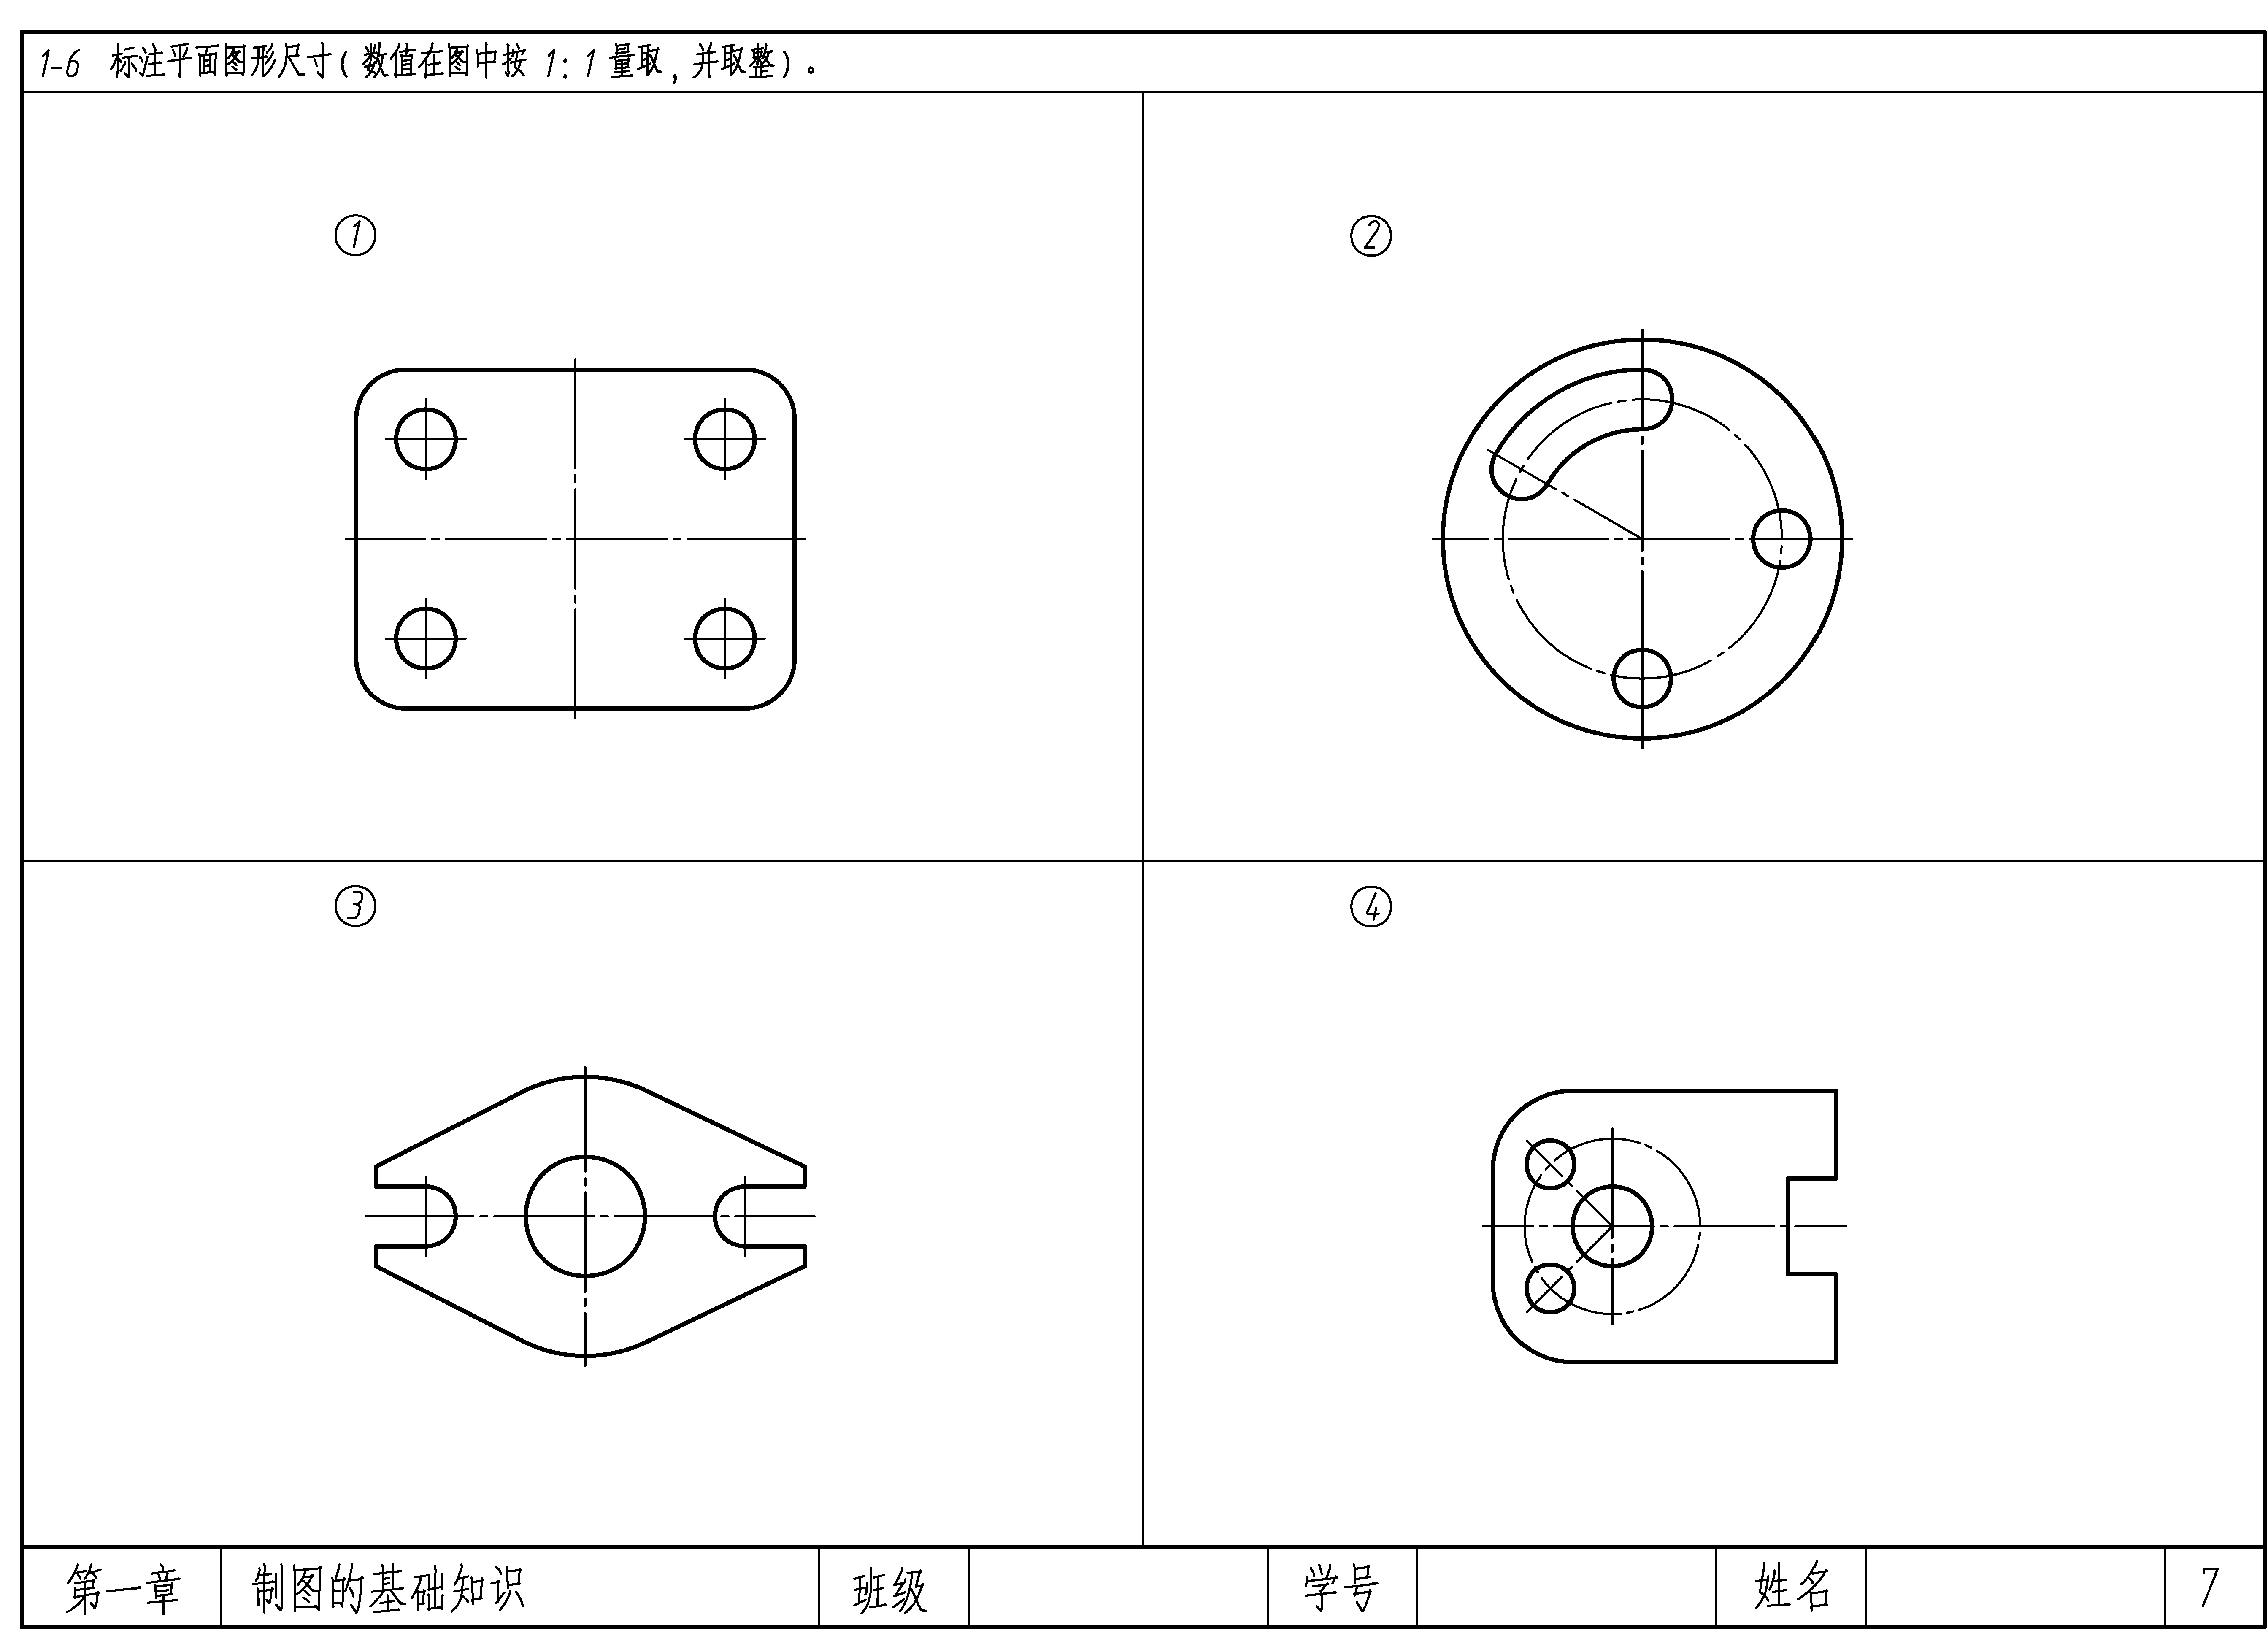 1-6 标注平面图形尺寸(数值在图中按 1:1 量取,并取整)。
①
②
③
④
第一章 制图的基础知识 班级 学号 姓名 7